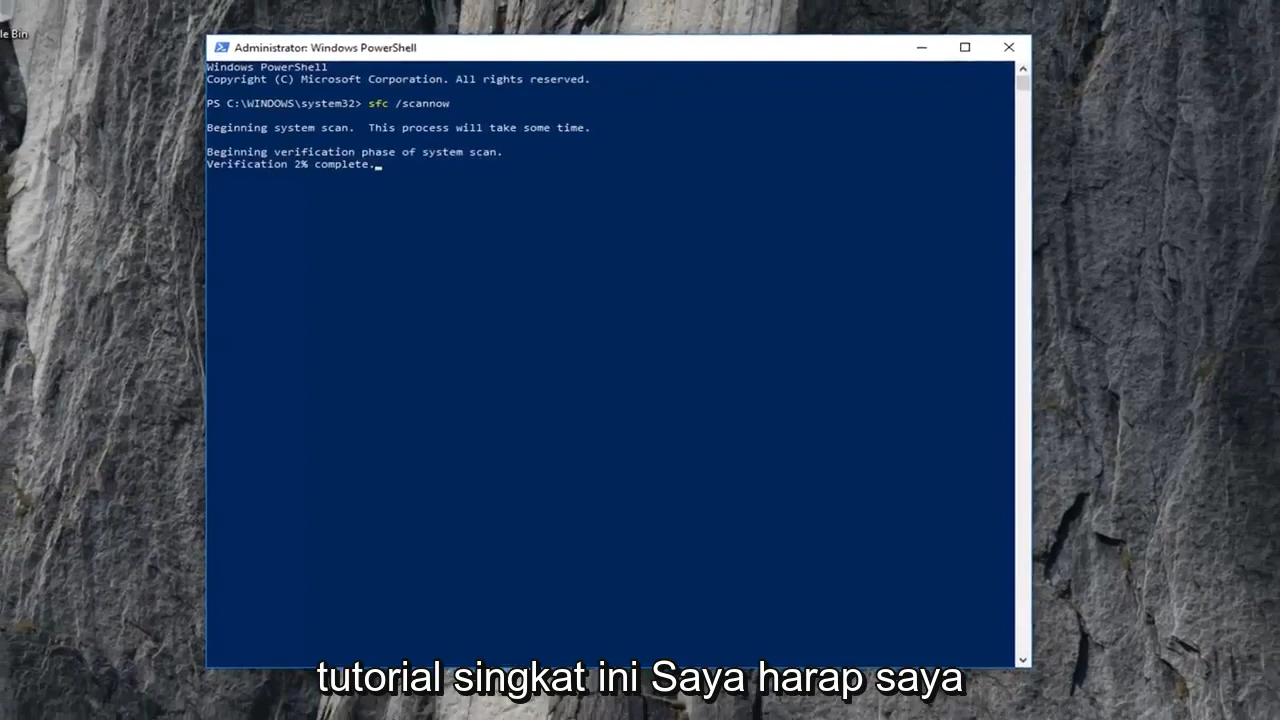 le Bin
Administrator: Windows PowerShell
Windows PowerShell
Copyright (C) Microsoft Corporation. All rights reserved.
PS C:\WINDOWS\system32> sfc /scannow
Beginning system scan.  This process will take some time.
Beginning verification phase of system scan.
Verification 2% complete.
tutorial singkat ini Saya harap saya